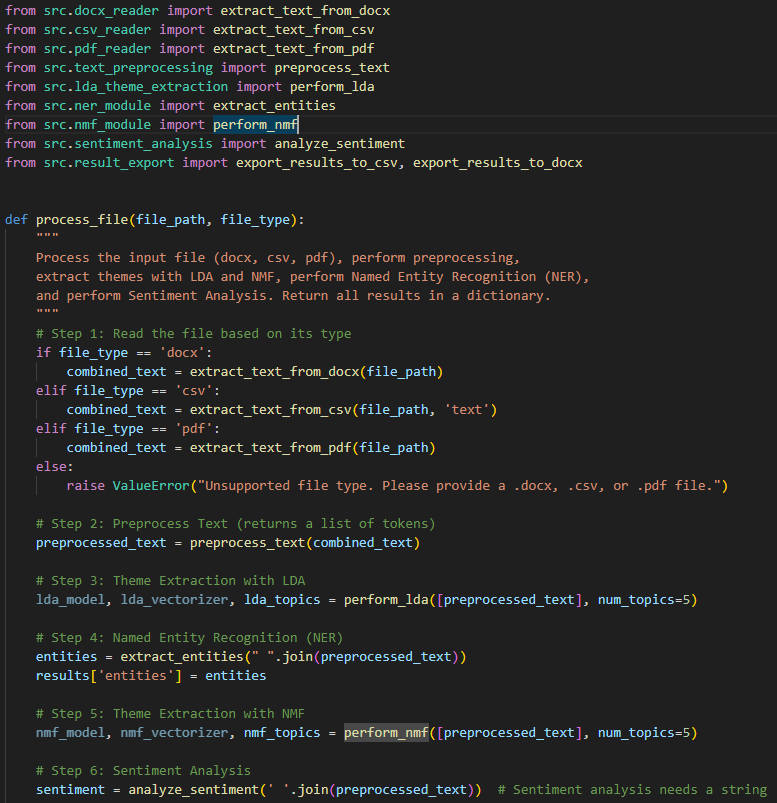 from src.docx_reader import extract_text_from_docx
from src.csv_reader import extract_text_from_csv
from src.pdf_reader import extract_text_from_pdf
from src.text_preprocessing import preprocess_text
from src.lda_theme_extraction import perform_lda
from src.ner_module import extract_entities
from src.nmf_module import perform_nmf
from src.sentiment_analysis import analyze_sentiment
from src.result_export import export_results_to_csv, export_results_to_docx


def process_file(file_path, file_type):
    """
    Process the input file (docx, csv, pdf), perform preprocessing,
    extract themes with LDA and NMF, perform Named Entity Recognition (NER),
    and perform Sentiment Analysis. Return all results in a dictionary.
    """
    # Step 1: Read the file based on its type
    if file_type == 'docx':
        combined_text = extract_text_from_docx(file_path)
    elif file_type == 'csv':
        combined_text = extract_text_from_csv(file_path, 'text')
    elif file_type == 'pdf':
        combined_text = extract_text_from_pdf(file_path)
    else:
        raise ValueError("Unsupported file type. Please provide a .docx, .csv, or .pdf file.")

    # Step 2: Preprocess Text (returns a list of tokens)
    preprocessed_text = preprocess_text(combined_text)

    # Step 3: Theme Extraction with LDA
    lda_model, lda_vectorizer, lda_topics = perform_lda([preprocessed_text], num_topics=5)

    # Step 4: Named Entity Recognition (NER)
    entities = extract_entities(" ".join(preprocessed_text))
    results['entities'] = entities

    # Step 5: Theme Extraction with NMF
    nmf_model, nmf_vectorizer, nmf_topics = perform_nmf([preprocessed_text], num_topics=5)

    # Step 6: Sentiment Analysis
    sentiment = analyze_sentiment(' '.join(preprocessed_text))  # Sentiment analysis needs a string